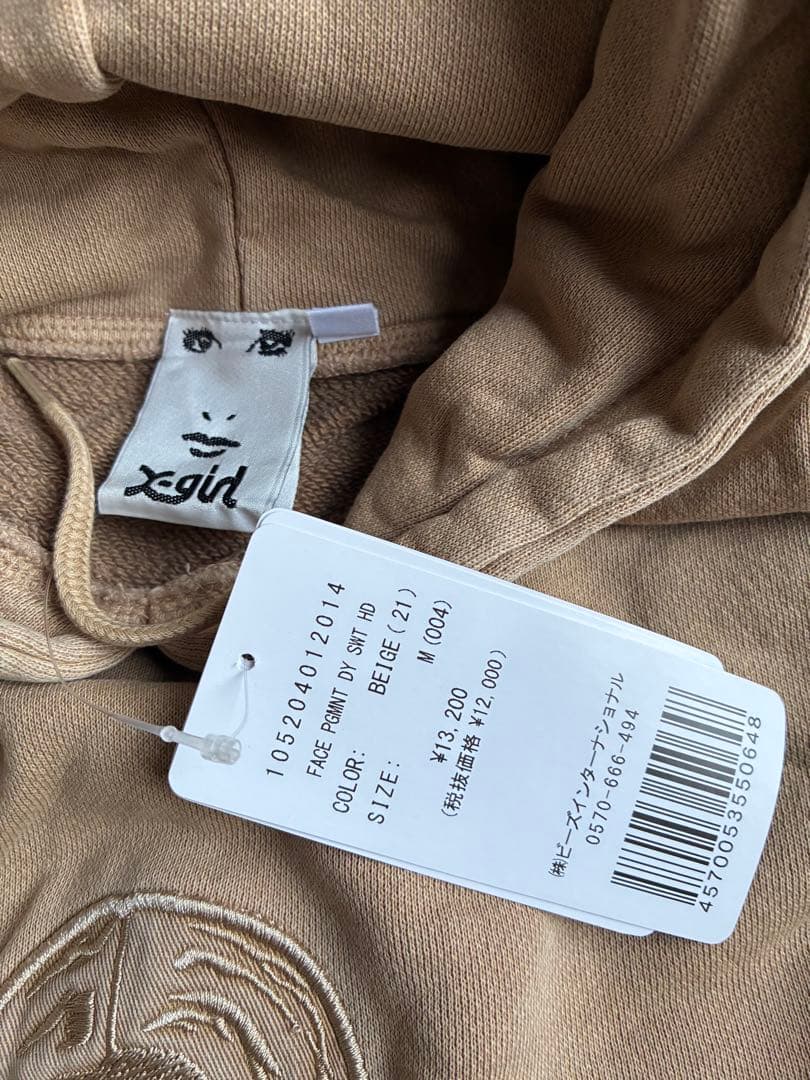 X-girl
105204012014
FACE PGMNT DY SWT HD
COLOR: BEIGE(21)
SIZE: M(004)
¥13,200
(税抜価格 ¥12,000)
㈱ビーズインターナショナル
0570-666-494
4570053550648